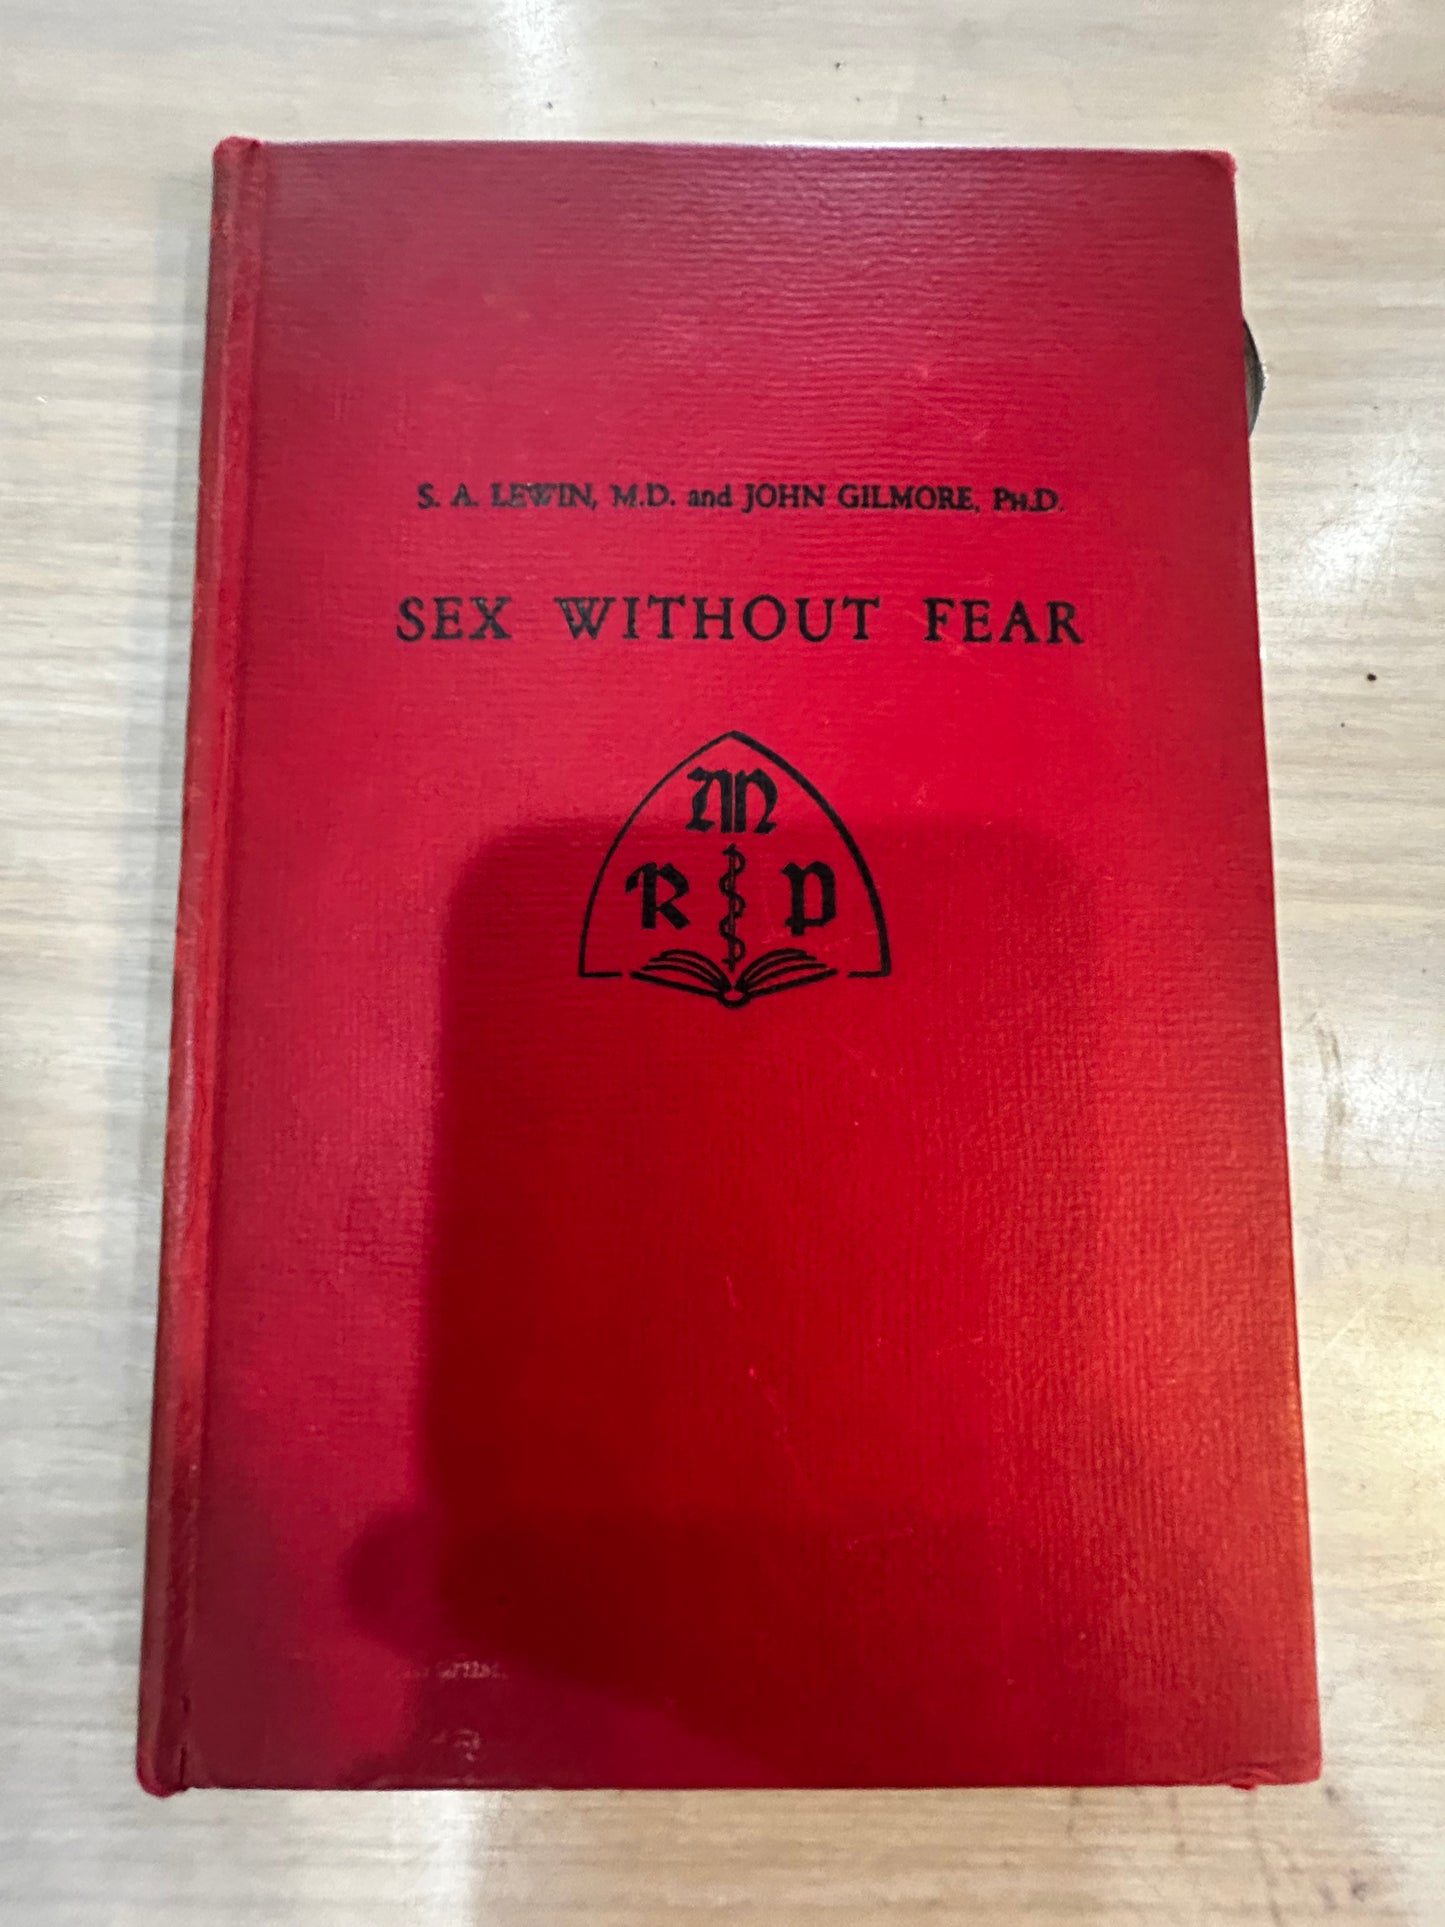 S. A. LEWIN, M.D. and JOHN GILMORE, PH.D.
SEX WITHOUT FEAR
M
R P